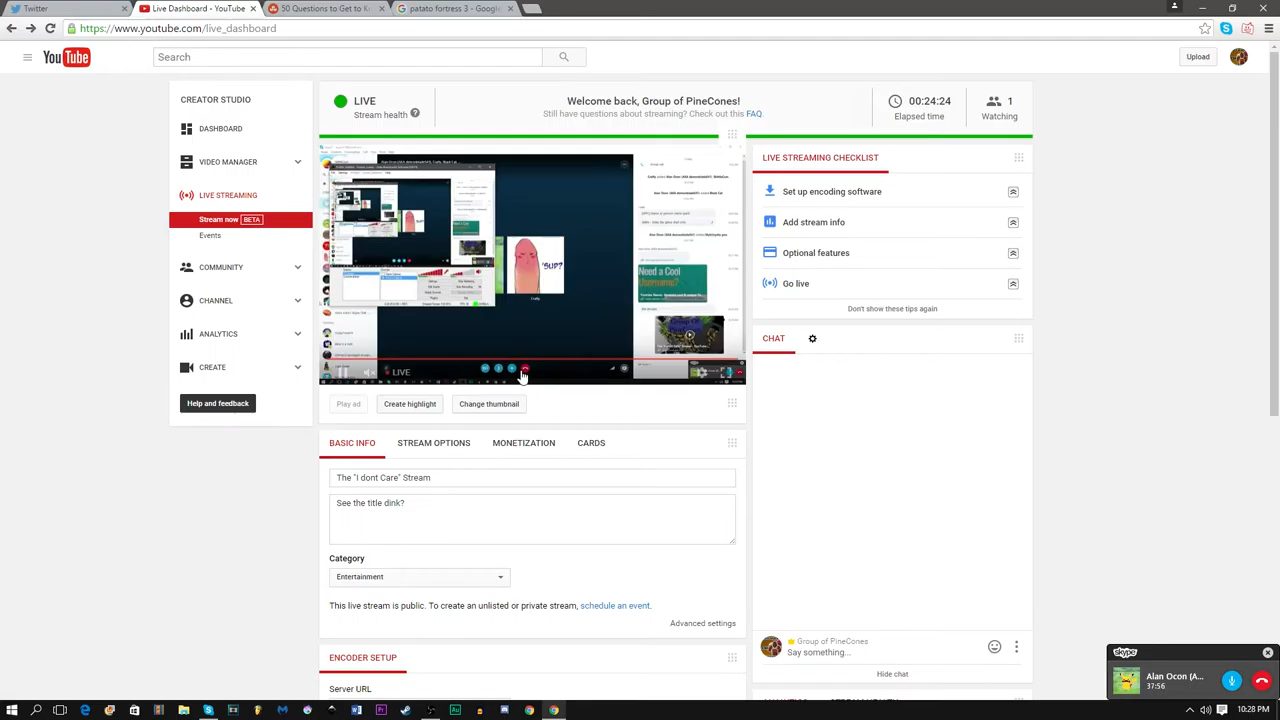 Twitter
Live Dashboard - YouTube
50 Questions to Get to Kn
patato fortress 3 - Google
https://www.youtube.com/live_dashboard
YouTube
Search
Upload
CREATOR STUDIO
DASHBOARD
VIDEO MANAGER
LIVE STREAMING
Stream now BETA
Events
COMMUNITY
CHANNEL
ANALYTICS
CREATE
Help and feedback
LIVE
Stream health ?
Welcome back, Group of PineCones!
Still have questions about streaming? Check out this FAQ.
00:24:24
Elapsed time
1
Watching
'SUP?
Need a Cool
Username?
LIVE
Play ad
Create highlight
Change thumbnail
BASIC INFO
STREAM OPTIONS
MONETIZATION
CARDS
The "I dont Care" Stream
See the title dink?
Category
Entertainment
This live stream is public. To create an unlisted or private stream, schedule an event.
Advanced settings
ENCODER SETUP
Server URL
LIVE STREAMING CHECKLIST
Set up encoding software
Add stream info
Optional features
Go live
Don't show these tips again
CHAT
Group of PineCones
Say something...
Hide chat
skype
Alan Ocon (A...
37:56
10:28 PM